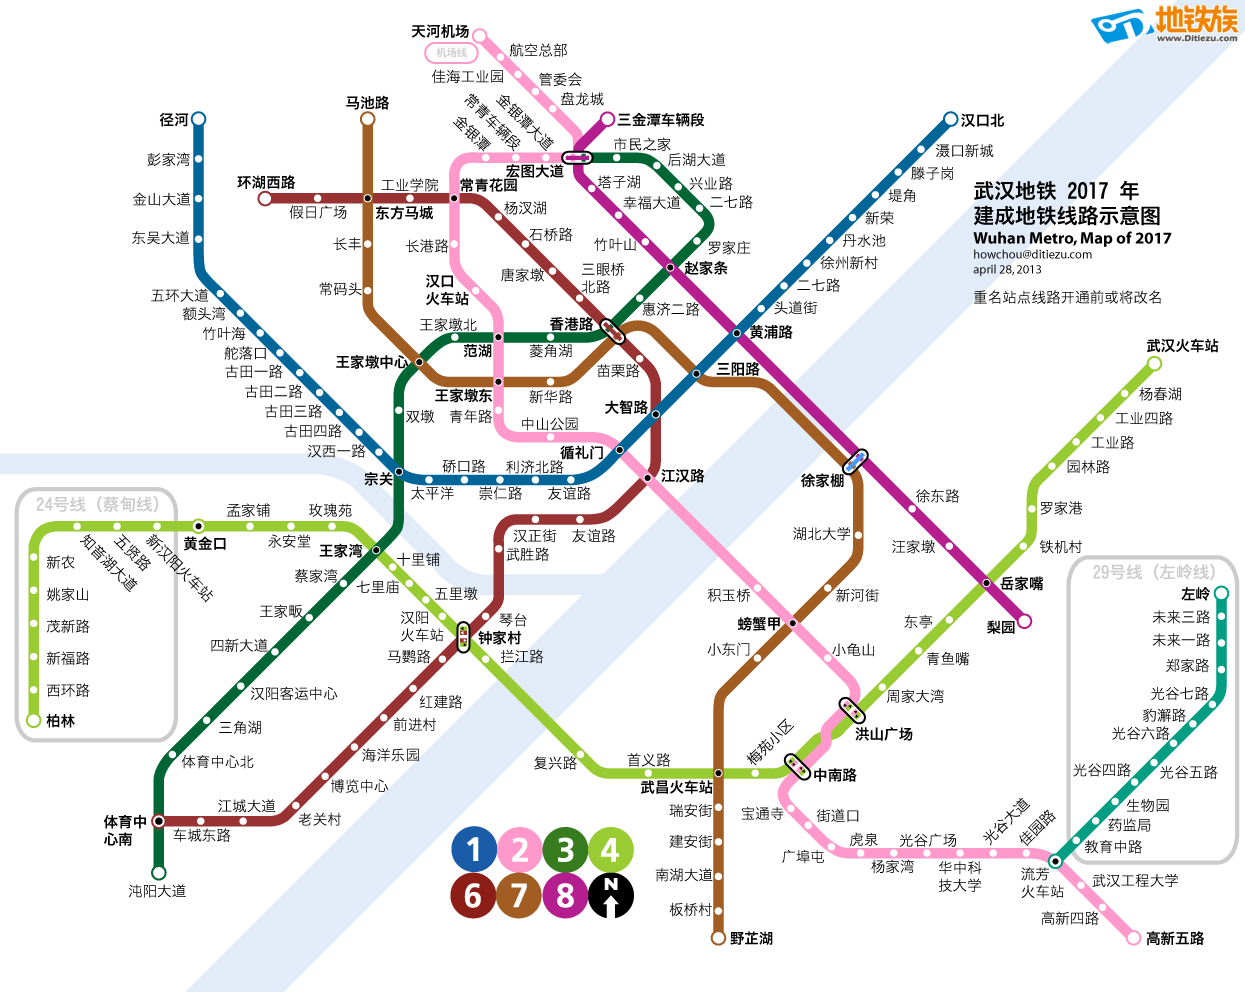 地铁族
www.Ditiezu.com
天河机场
机场线
航空总部
佳海工业园
管委会
盘龙城
金银潭大道
常青车辆段
金银潭
宏图大道
三金潭车辆段
市民之家
后湖大道
兴业路
二七路
罗家庄
塔子湖
幸福大道
竹叶山
赵家条
惠济二路
马池路
径河
彭家湾
金山大道
东吴大道
五环大道
额头湾
竹叶海
舵落口
古田一路
古田二路
古田三路
古田四路
汉西一路
宗关
环湖西路
假日广场
工业学院
东方马城
常青花园
长丰
常码头
长港路
汉口
火车站
杨汊湖
石桥路
唐家墩
三眼桥
北路
香港路
王家墩北
范湖
菱角湖
王家墩中心
王家墩东
新华路
苗栗路
双墩
青年路
中山公园
大智路
循礼门
江汉路
太平洋
硚口路
崇仁路
利济北路
友谊路
汉正街
友谊路
武胜路
汉口北
滠口新城
滕子岗
堤角
新荣
丹水池
徐州新村
二七路
头道街
黄浦路
三阳路
武汉地铁 2017 年
建成地铁线路示意图
Wuhan Metro, Map of 2017
howchou@ditiezu.com
april 28, 2013
重名站点线路开通前或将改名
武汉火车站
杨春湖
工业四路
工业路
园林路
罗家港
铁机村
徐家棚
徐东路
汪家墩
岳家嘴
梨园
湖北大学
新河街
积玉桥
螃蟹甲
小东门
小龟山
东亭
青鱼嘴
周家大湾
洪山广场
中南路
梅苑小区
24号线（蔡甸线）
新农
姚家山
茂新路
新福路
西环路
柏林
知音湖大道
五贤路
新汉阳火车站
黄金口
孟家铺
永安堂
玫瑰苑
王家湾
十里铺
七里庙
五里墩
汉阳
火车站
钟家村
琴台
拦江路
马鹦路
蔡家湾
王家畈
四新大道
汉阳客运中心
三角湖
体育中心北
体育中
心南
沌阳大道
车城东路
江城大道
老关村
博览中心
海洋乐园
前进村
红建路
复兴路
首义路
武昌火车站
瑞安街
建安街
南湖大道
板桥村
野芷湖
宝通寺
街道口
广埠屯
虎泉
杨家湾
光谷广场
华中科
技大学
光谷大道
佳园路
流芳
火车站
武汉工程大学
高新四路
高新五路
29号线（左岭线）
左岭
未来三路
未来一路
郑家路
光谷七路
豹澥路
光谷六路
光谷五路
光谷四路
生物园
药监局
教育中路
1
2
3
4
6
7
8
N